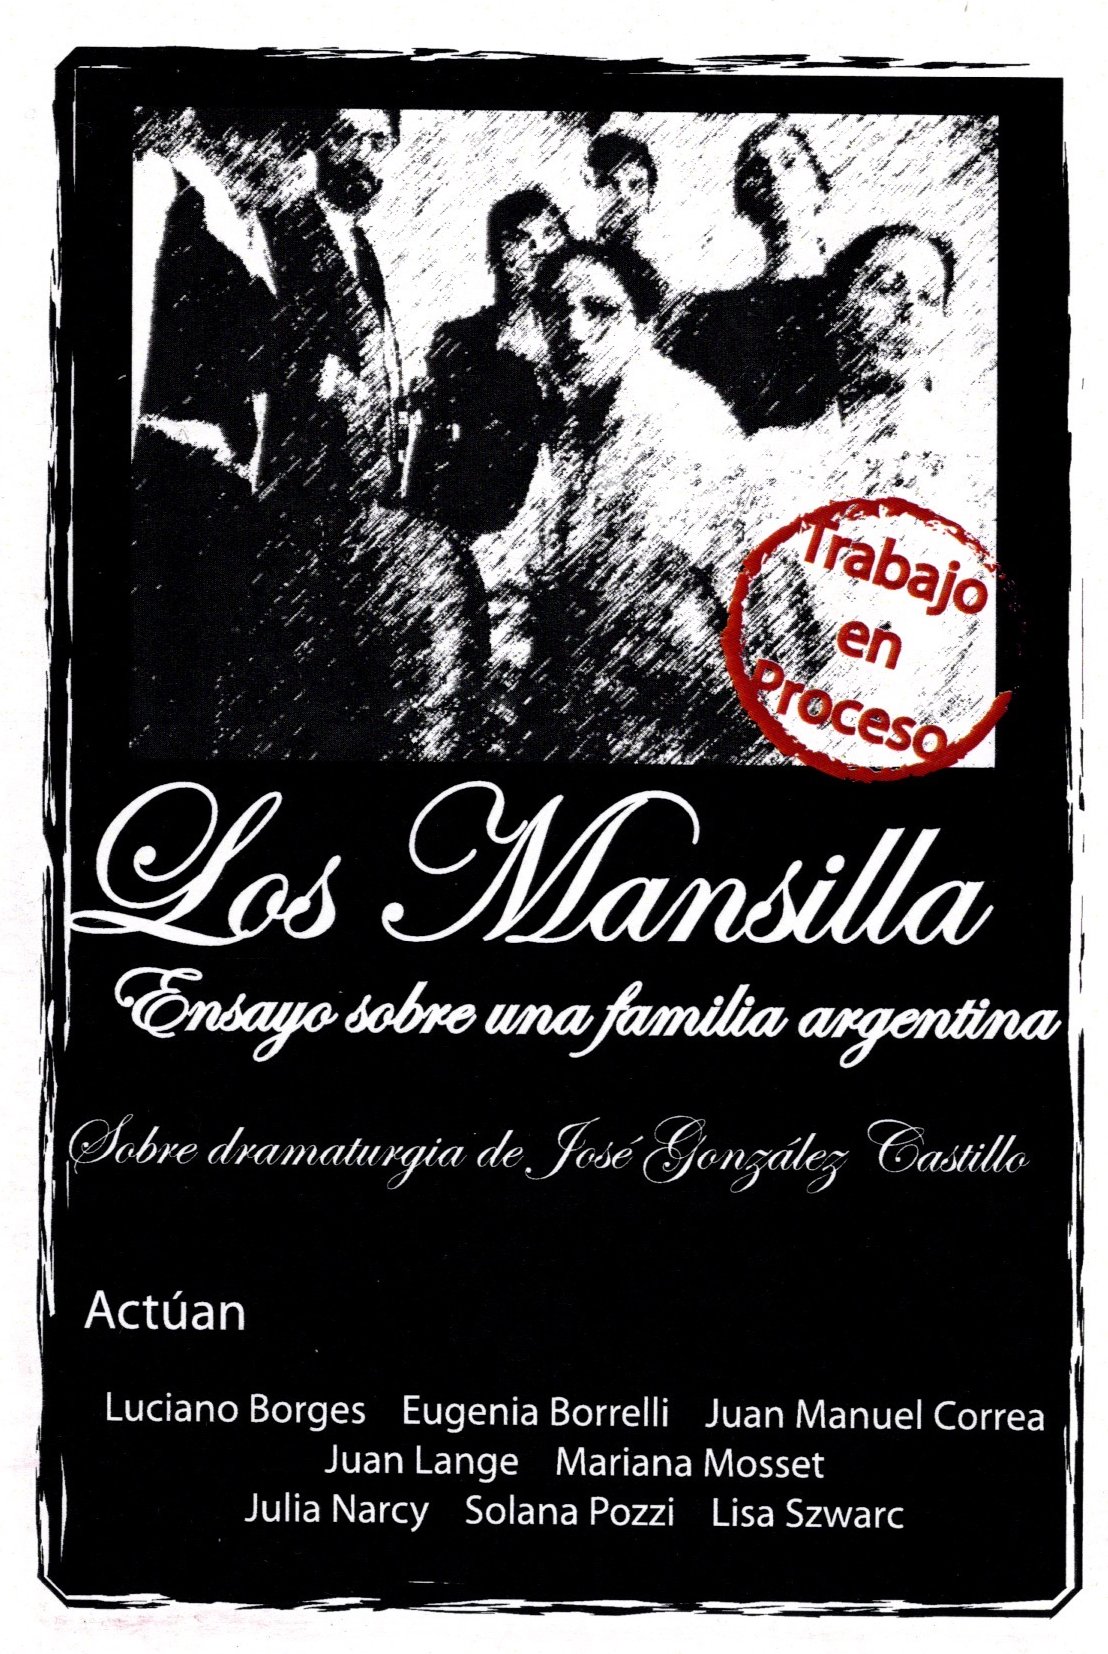 Trabajo
en
Proceso
Los Mansilla
Ensayo sobre una familia argentina
Sobre dramaturgia de José González Castillo
Actúan
Luciano Borges Eugenia Borrelli Juan Manuel Correa
Juan Lange Mariana Mosset
Julia Narcy Solana Pozzi Lisa Szwarc